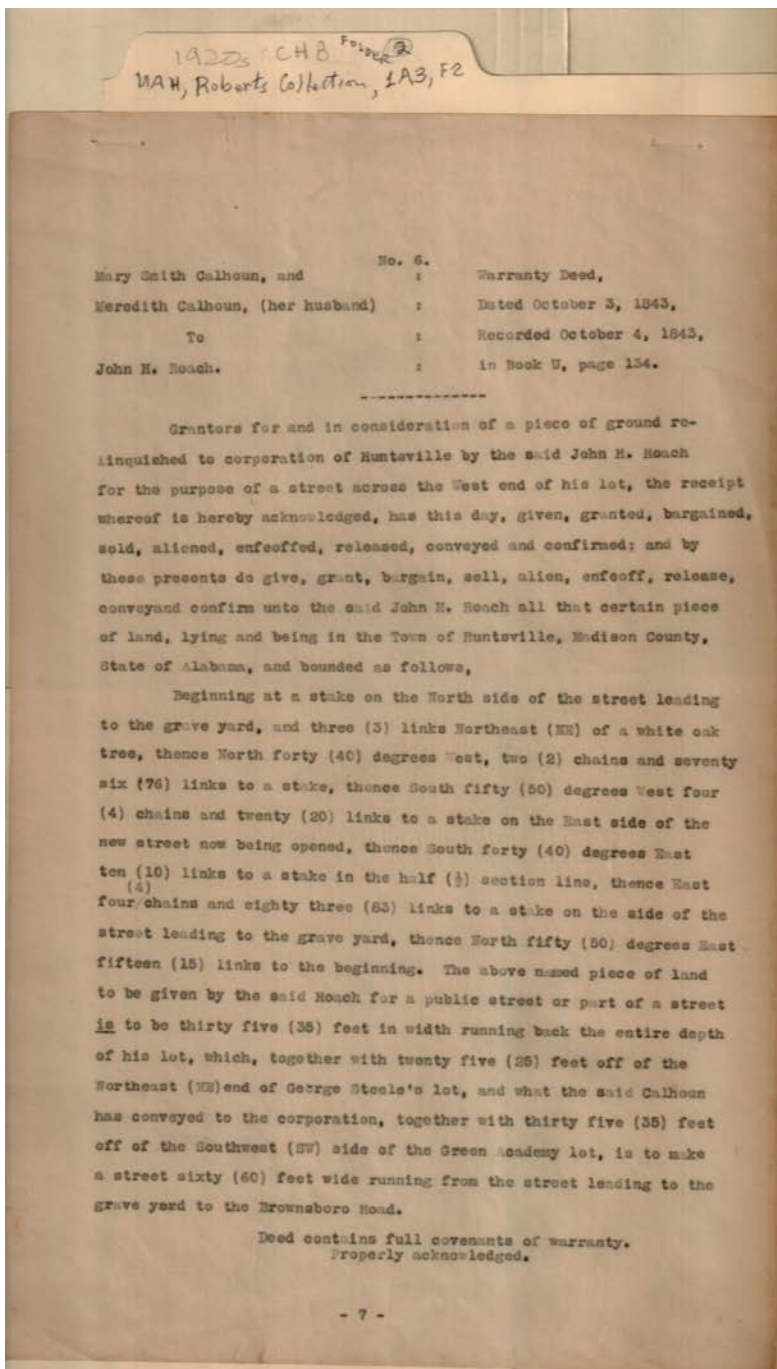 1920s CHB FOLDER 2
UAH, Roberts Collection, 1A3, F2
No. 6.
Mary Smith Calhoun, and : Warranty Deed,
Meredith Calhoun, (her husband) : Dated October 3, 1843,
To : Recorded October 4, 1843,
John H. Roach. : in Book U, page 134.
--------------
Grantors for and in consideration of a piece of ground re-
linquished to corporation of Huntsville by the said John H. Roach
for the purpose of a street across the West end of his lot, the receipt
whereof is hereby acknowledged, has this day, given, granted, bargained,
sold, aliened, enfeoffed, released, conveyed and confirmed; and by
these presents do give, grant, bargain, sell, alien, enfeoff, release,
conveyand confirm unto the said John H. Roach all that certain piece
of land, lying and being in the Town of Huntsville, Madison County,
State of Alabama, and bounded as follows,
Beginning at a stake on the North side of the street leading
to the grave yard, and three (3) links Northeast (NE) of a white oak
tree, thence North forty (40) degrees West, two (2) chains and seventy
six (76) links to a stake, thence South fifty (50) degrees West four
(4) chains and twenty (20) links to a stake on the East side of the
new street now being opened, thence South forty (40) degrees East
ten (10) links to a stake in the half (½) section line, thence East
(4)
four/chains and eighty three (83) links to a stake on the side of the
street leading to the grave yard, thence North fifty (50) degrees East
fifteen (15) links to the beginning. The above named piece of land
to be given by the said Roach for a public street or part of a street
is to be thirty five (35) feet in width running back the entire depth
of his lot, which, together with twenty five (25) feet off of the
Northeast (NE)end of George Steele's lot, and what the said Calhoun
has conveyed to the corporation, together with thirty five (35) feet
off of the Southwest (SW) side of the Green Academy lot, is to make
a street sixty (60) feet wide running from the street leading to the
grave yard to the Brownsboro Road.
Deed contains full covenants of warranty.
Properly acknowledged.
- 7 -